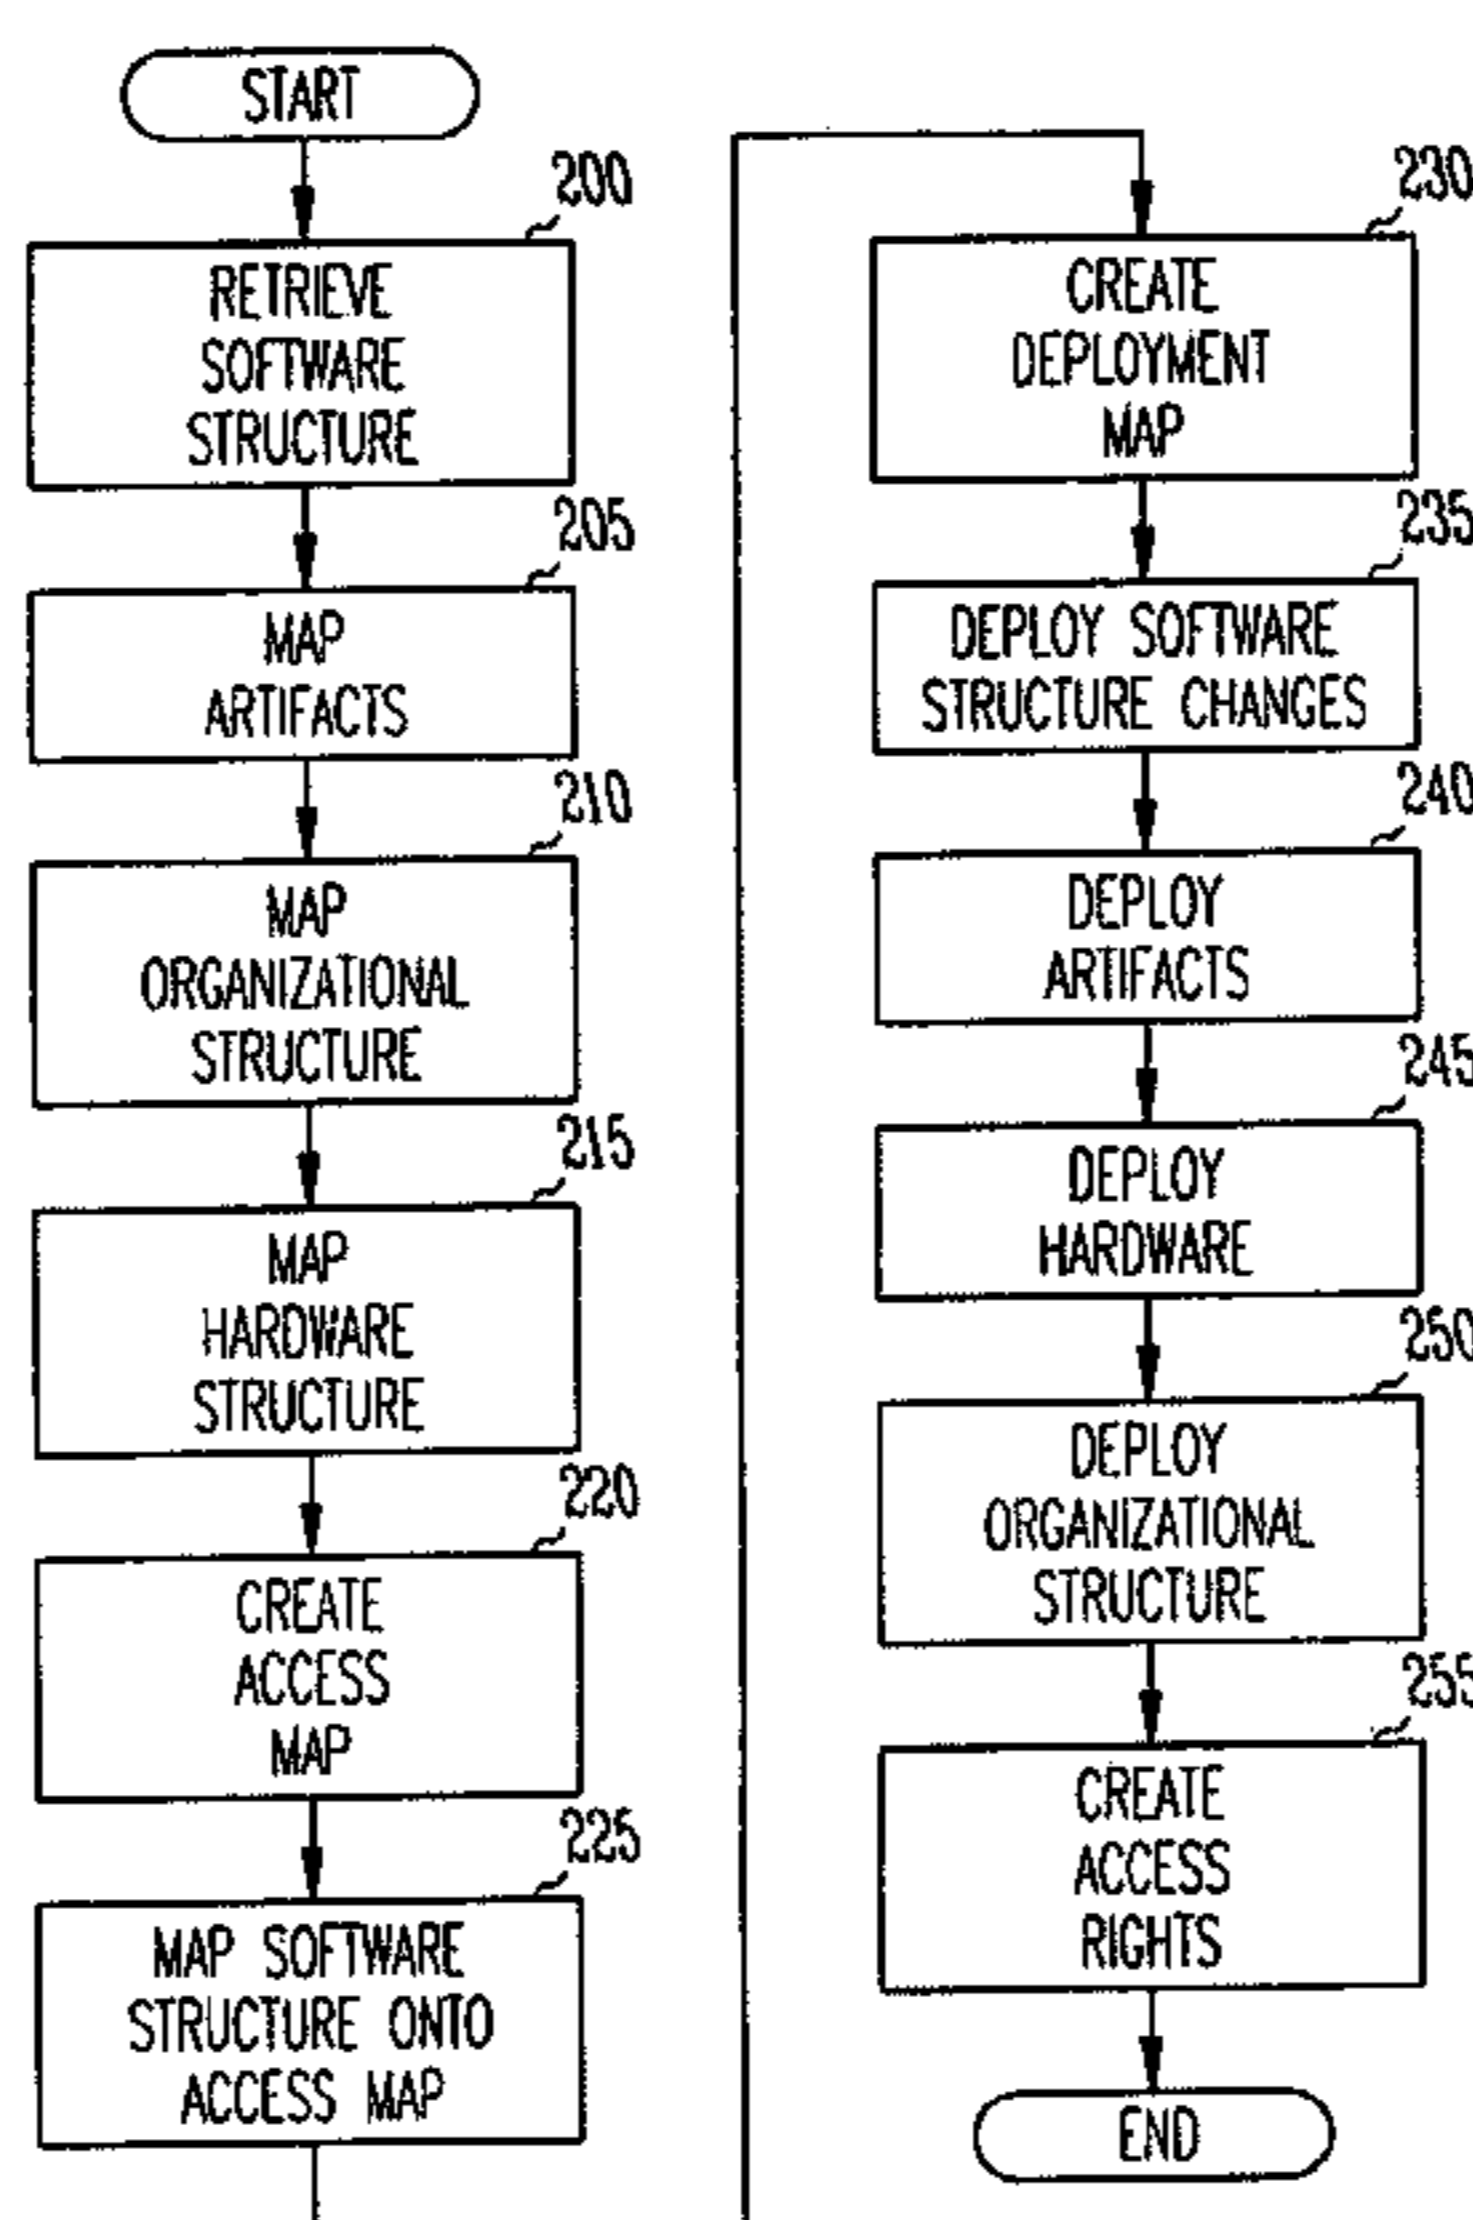 START
200
RETRIEVE
SOFTWARE
STRUCTURE
205
MAP
ARTIFACTS
210
MAP
ORGANIZATIONAL
STRUCTURE
215
MAP
HARDWARE
STRUCTURE
220
CREATE
ACCESS
MAP
225
MAP SOFTWARE
STRUCTURE ONTO
ACCESS MAP
230
CREATE
DEPLOYMENT
MAP
235
DEPLOY SOFTWARE
STRUCTURE CHANGES
240
DEPLOY
ARTIFACTS
245
DEPLOY
HARDWARE
250
DEPLOY
ORGANIZATIONAL
STRUCTURE
255
CREATE
ACCESS
RIGHTS
END